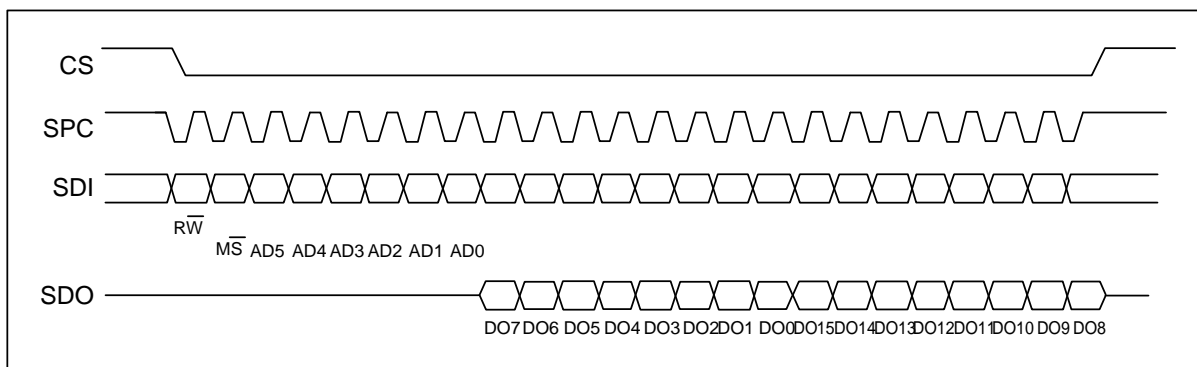 CS
SPC
SDI
RW̅
MS̅ AD5 AD4 AD3 AD2 AD1 AD0
SDO
DO7 DO6 DO5 DO4 DO3 DO2 DO1 DO0 DO15 DO14 DO13 DO12 DO11 DO10 DO9 DO8